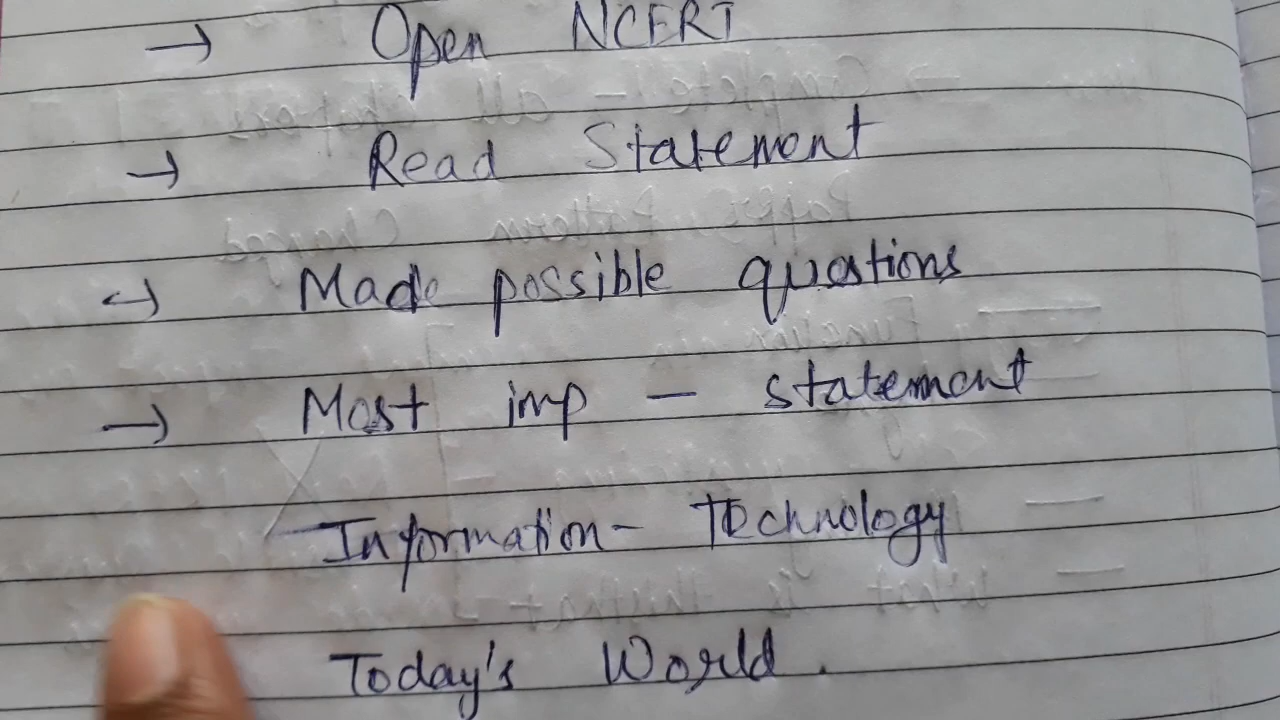 → Open NCERT
→ Read Statement
→ Made possible questions
→ Most imp - statement
Information - Technology
Today's World.